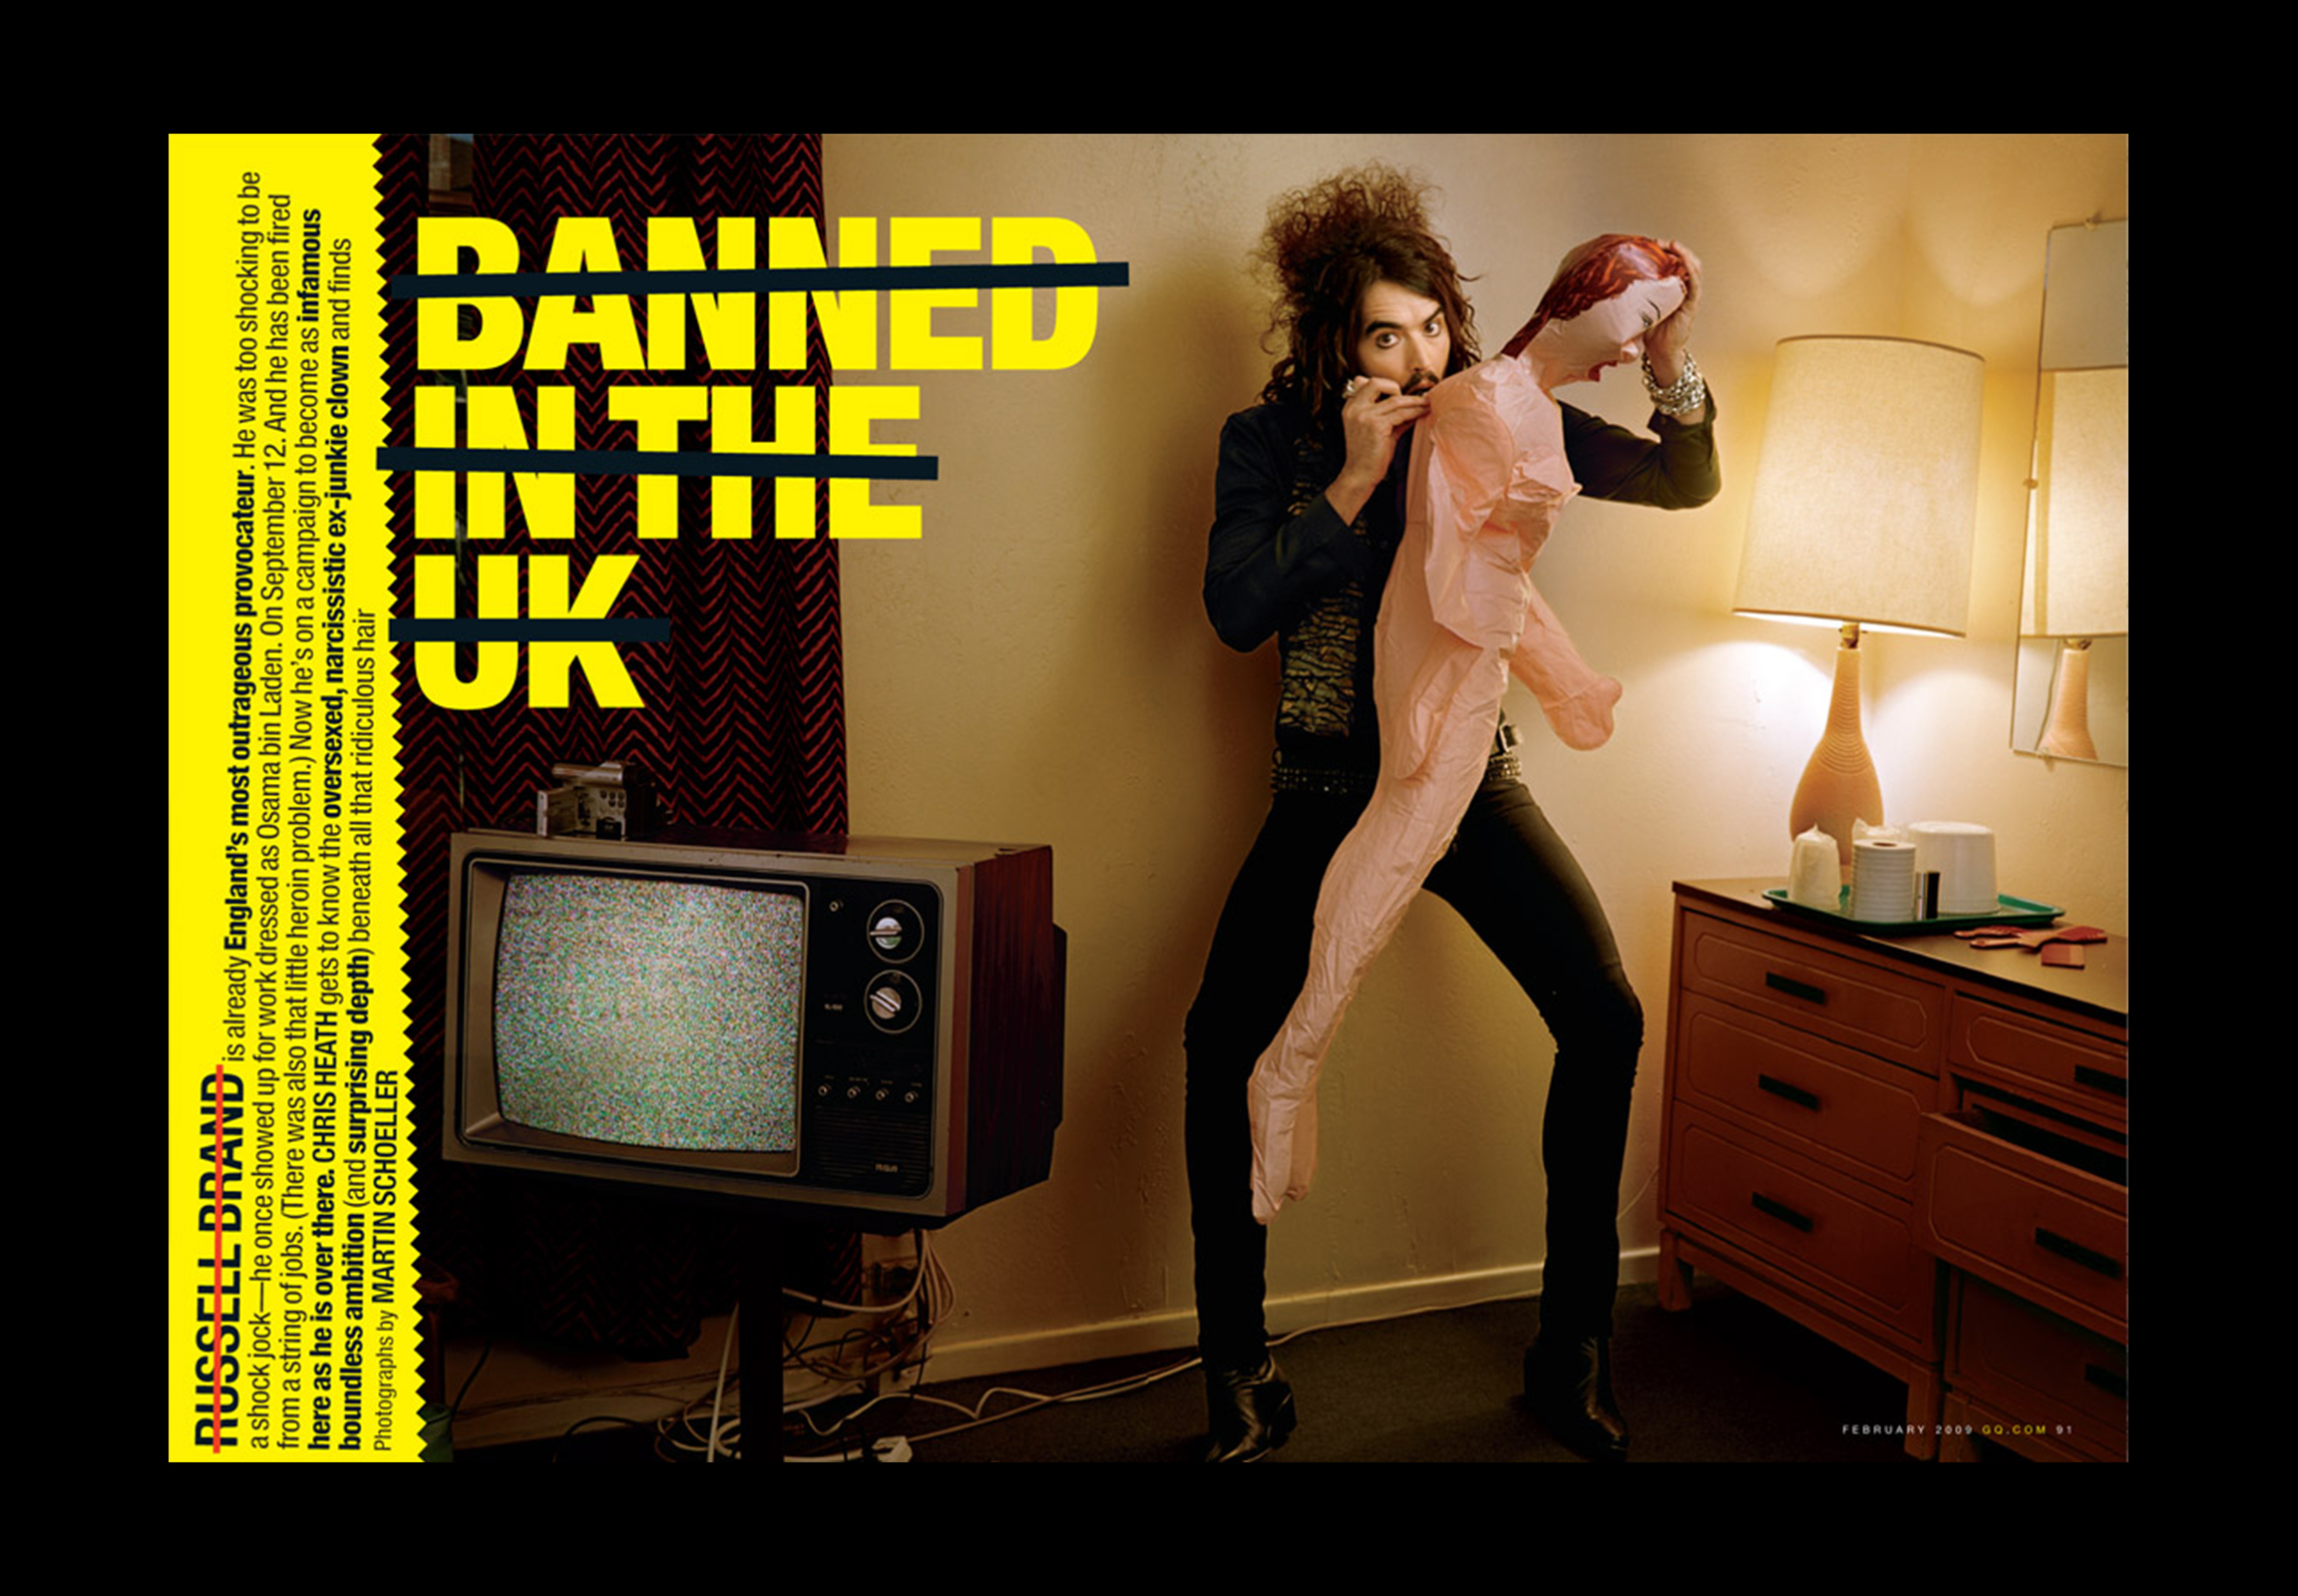 BANNED
IN THE
UK
RUSSELL BRAND is already England’s most outrageous provocateur. He was too shocking to be
a shock jock—he once showed up for work dressed as Osama bin Laden. On September 12. And he has been fired
from a string of jobs. (There was also that little heroin problem.) Now he’s on a campaign to become as infamous
here as he is over there. CHRIS HEATH gets to know the oversexed, narcissistic ex-junkie clown and finds
boundless ambition (and surprising depth) beneath all that ridiculous hair
Photographs by MARTIN SCHOELLER
RCA
FEBRUARY 2009 GQ.COM 91